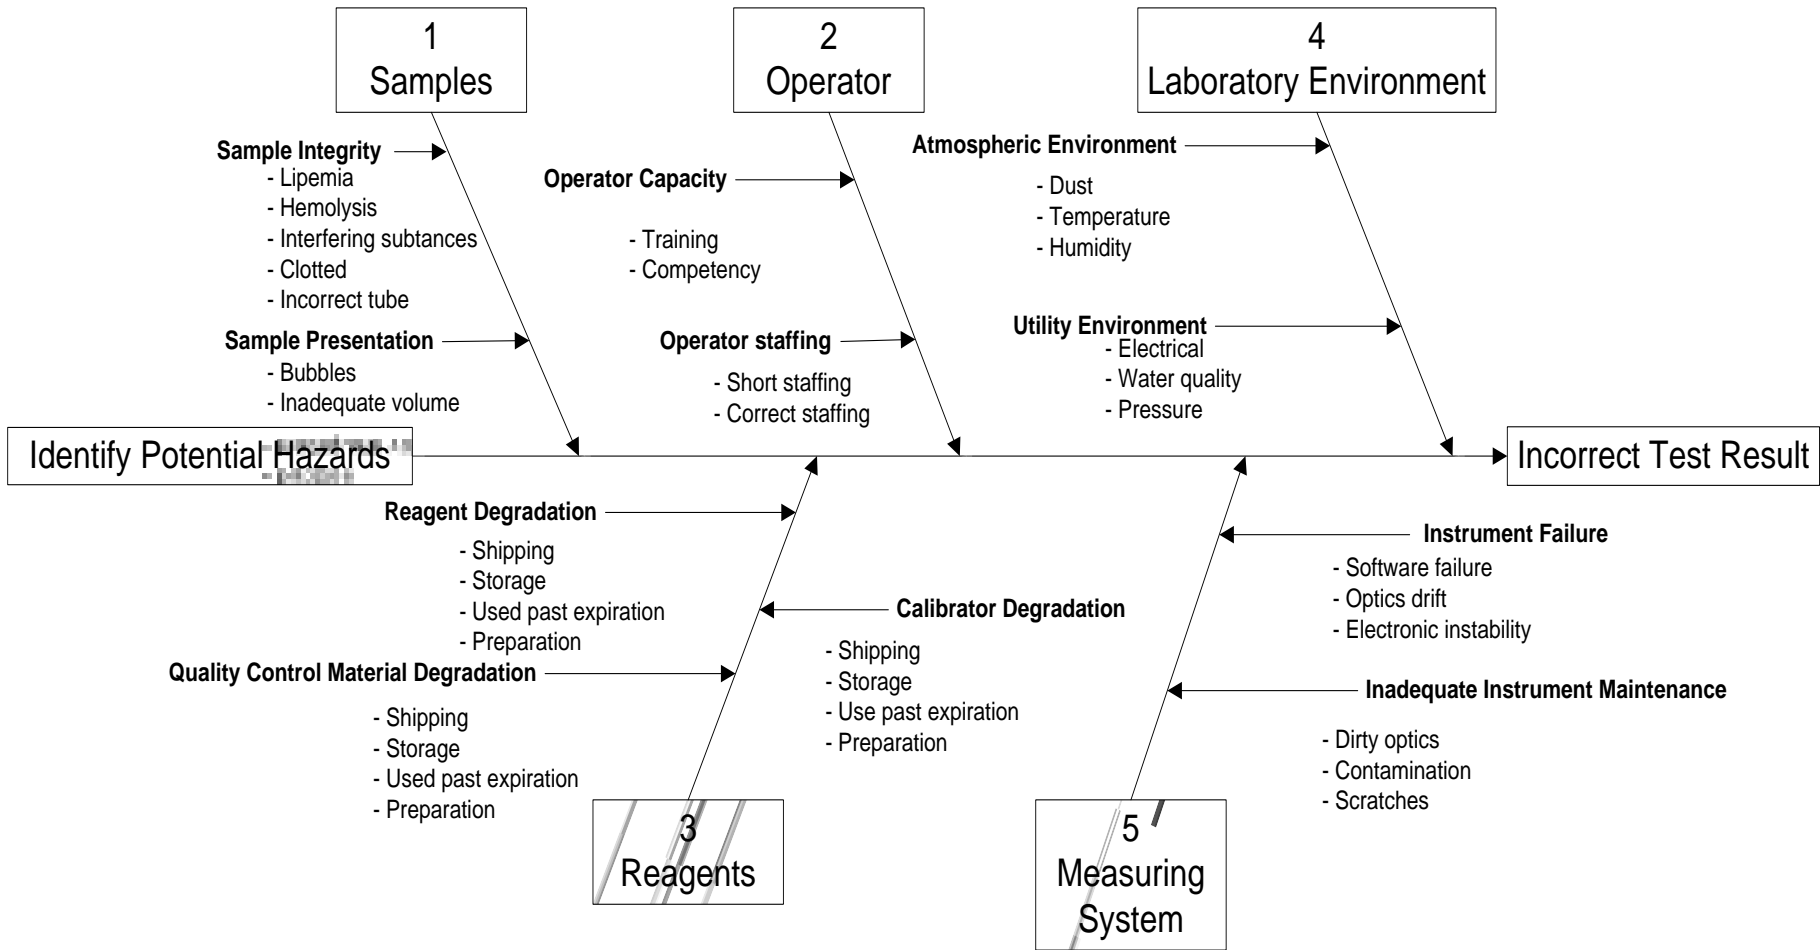 1
Samples
Sample Integrity
- Lipemia
- Hemolysis
- Interfering subtances
- Clotted
- Incorrect tube
Sample Presentation
- Bubbles
- Inadequate volume
2
Operator
Operator Capacity
- Training
- Competency
Operator staffing
- Short staffing
- Correct staffing
4
Laboratory Environment
Atmospheric Environment
- Dust
- Temperature
- Humidity
Utility Environment
- Electrical
- Water quality
- Pressure
Identify Potential Hazards
Incorrect Test Result
Reagent Degradation
- Shipping
- Storage
- Used past expiration
- Preparation
Quality Control Material Degradation
- Shipping
- Storage
- Used past expiration
- Preparation
Calibrator Degradation
- Shipping
- Storage
- Use past expiration
- Preparation
3
Reagents
Instrument Failure
- Software failure
- Optics drift
- Electronic instability
Inadequate Instrument Maintenance
- Dirty optics
- Contamination
- Scratches
5
Measuring
System